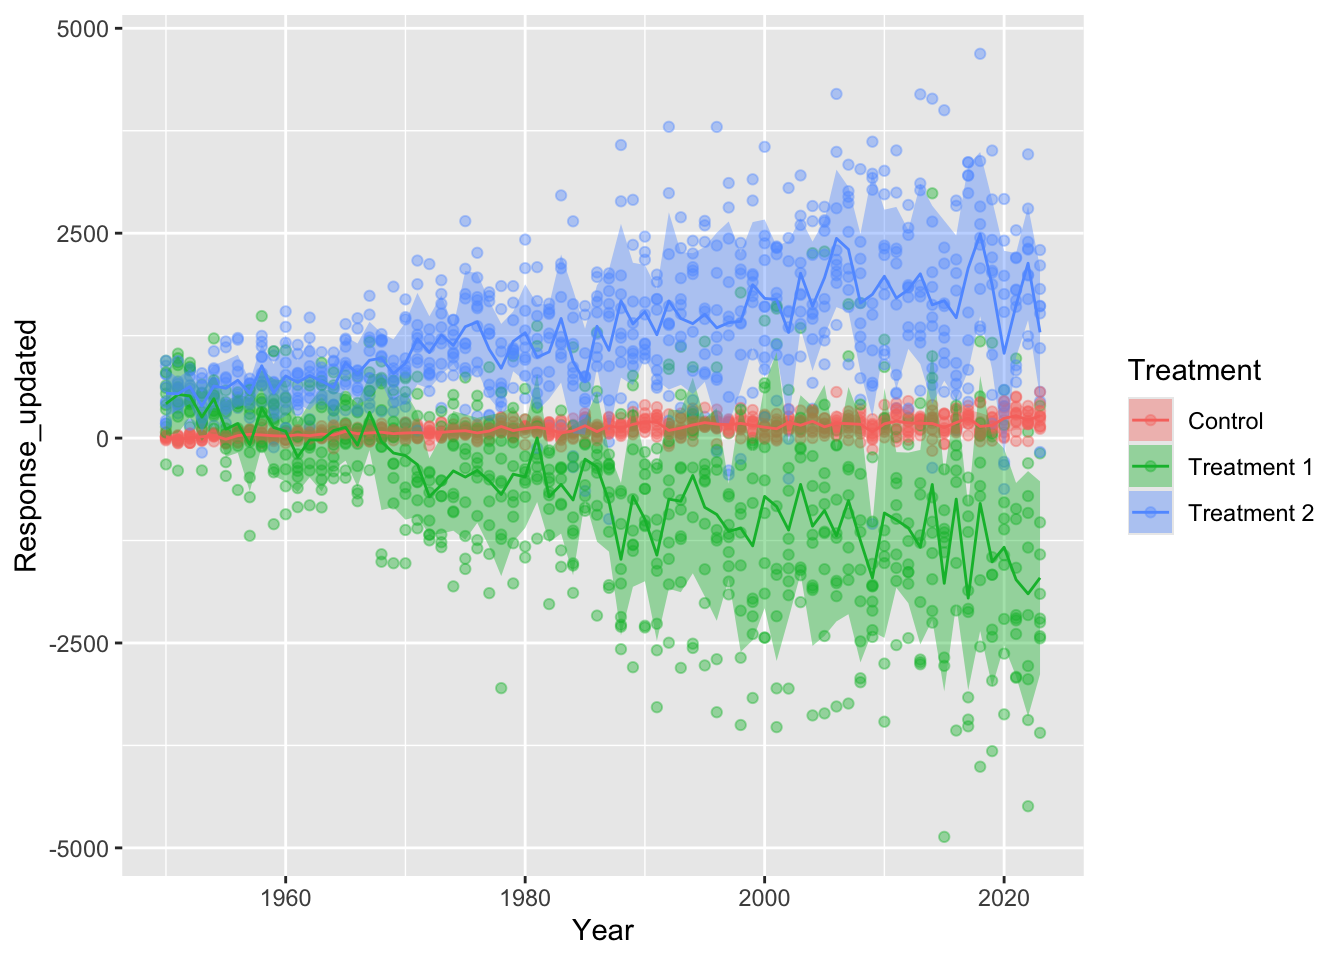 5000
2500
0
-2500
-5000
Response_updated
1960
1980
2000
2020
Year
Treatment
Control
Treatment 1
Treatment 2